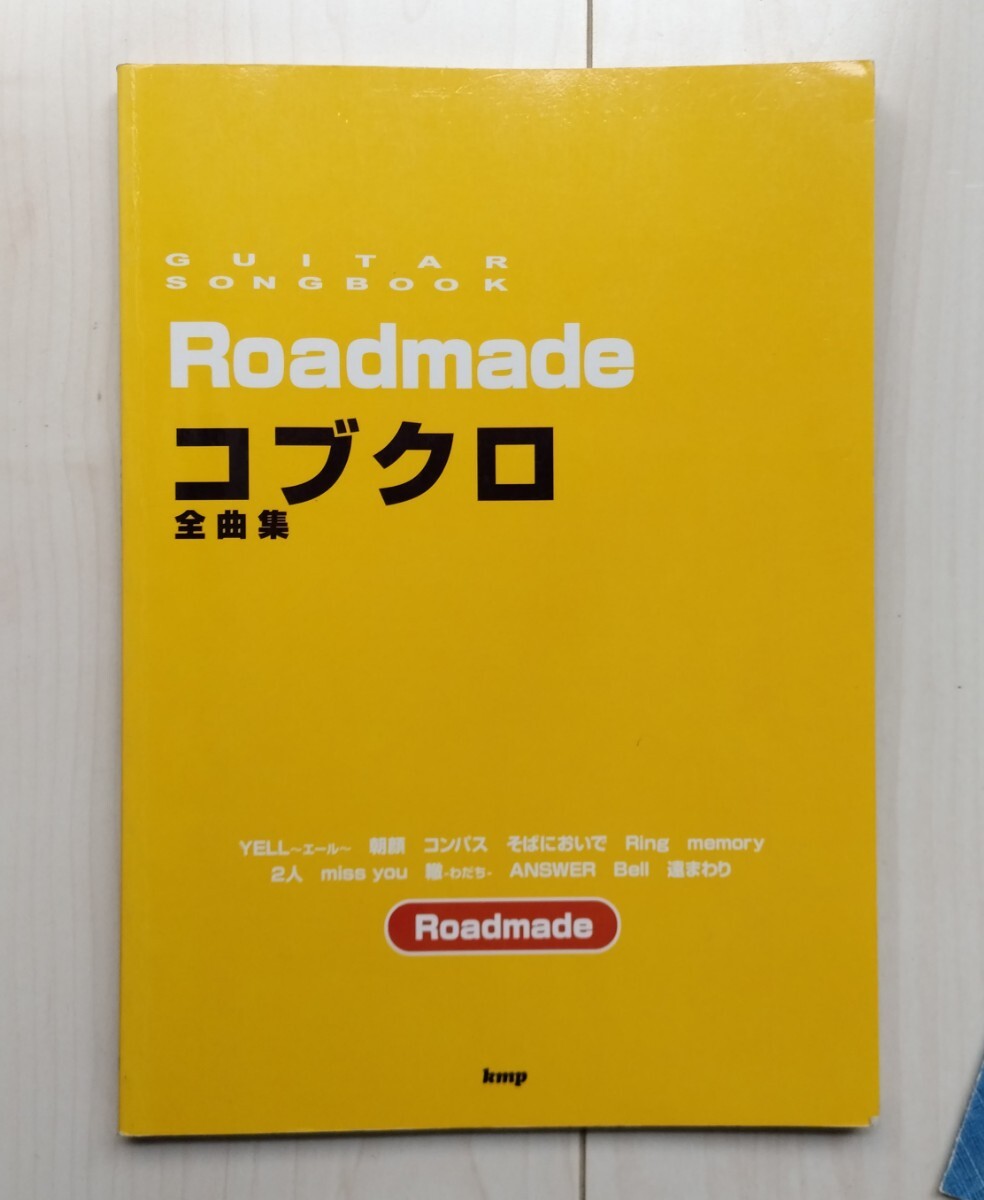 GUITAR
SONGBOOK
Roadmade
コブクロ
全曲集
YELL～エール～ 朝顔 コンパス そばにおいで Ring memory
2人 miss you 轍-わだち- ANSWER Bell 遠まわり
Roadmade
kmp